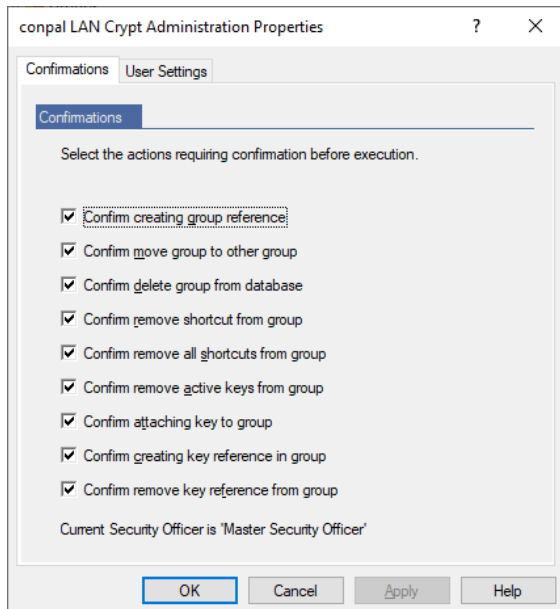 conpal LAN Crypt Administration Properties
Confirmations User Settings
Confirmations
Select the actions requiring confirmation before execution.
Confirm creating group reference
Confirm move group to other group
Confirm delete group from database
Confirm remove shortcut from group
Confirm remove all shortcuts from group
Confirm remove active keys from group
Confirm attaching key to group
Confirm creating key reference in group
Confirm remove key reference from group
Current Security Officer is 'Master Security Officer'
OK Cancel Apply Help